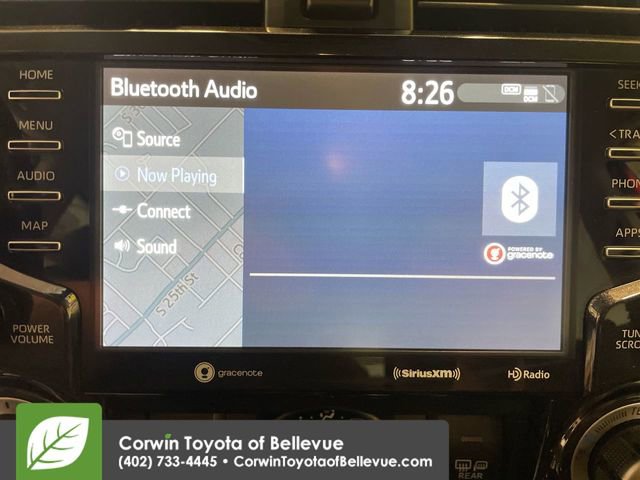 HOME
MENU
AUDIO
MAP
POWER
VOLUME
Bluetooth Audio
8:26
DCM
DCM
Source
Now Playing
Connect
Sound
S 25th St
POWERED BY
gracenote
SEEK
< TRA
PHON
APPS
TUN
SCRO
gracenote
((SiriusXM))
HD Radio
REAR
Corwin Toyota of Bellevue
(402) 733-4445 • CorwinToyotaofBellevue.com